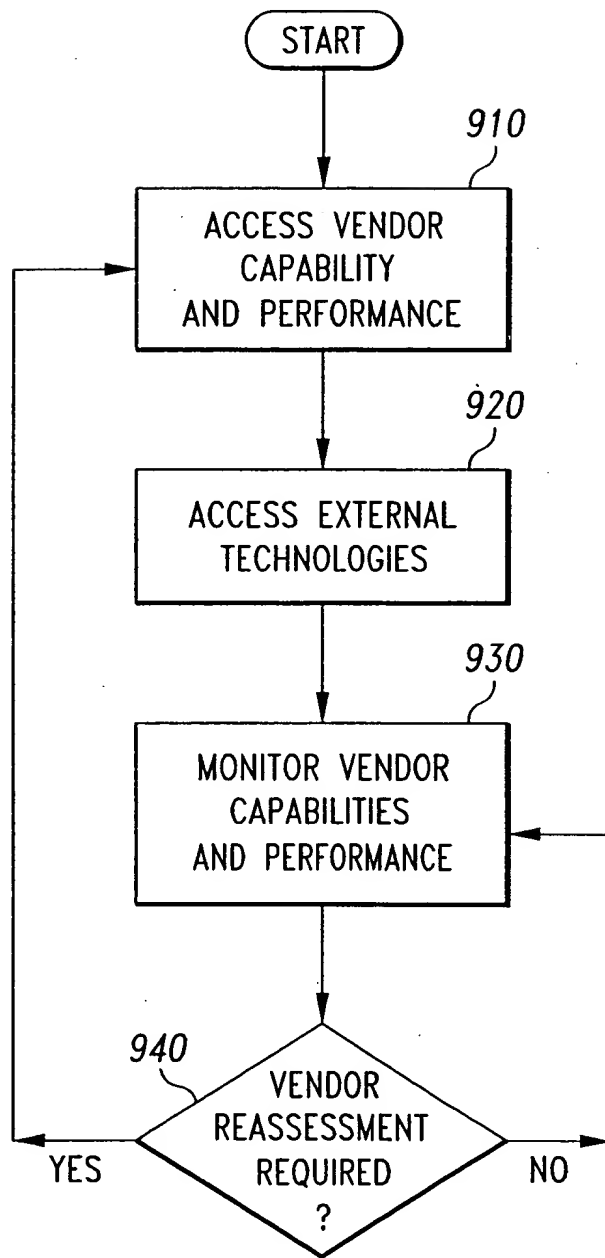 START
910
ACCESS VENDOR
CAPABILITY
AND PERFORMANCE
920
ACCESS EXTERNAL
TECHNOLOGIES
930
MONITOR VENDOR
CAPABILITIES
AND PERFORMANCE
940
VENDOR
REASSESSMENT
REQUIRED
?
YES
NO